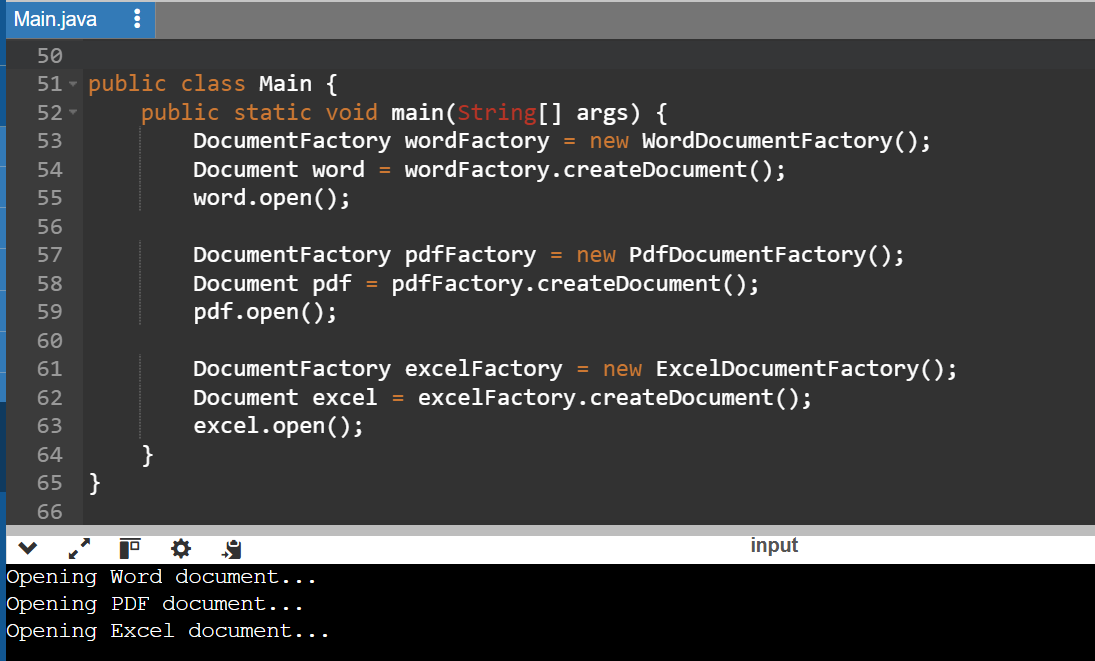 Main.java
50
51 public class Main {
52 public static void main(String[] args) {
53 DocumentFactory wordFactory = new WordDocumentFactory();
54 Document word = wordFactory.createDocument();
55 word.open();
56
57 DocumentFactory pdfFactory = new PdfDocumentFactory();
58 Document pdf = pdfFactory.createDocument();
59 pdf.open();
60
61 DocumentFactory excelFactory = new ExcelDocumentFactory();
62 Document excel = excelFactory.createDocument();
63 excel.open();
64 }
65 }
66
input
Opening Word document...
Opening PDF document...
Opening Excel document...